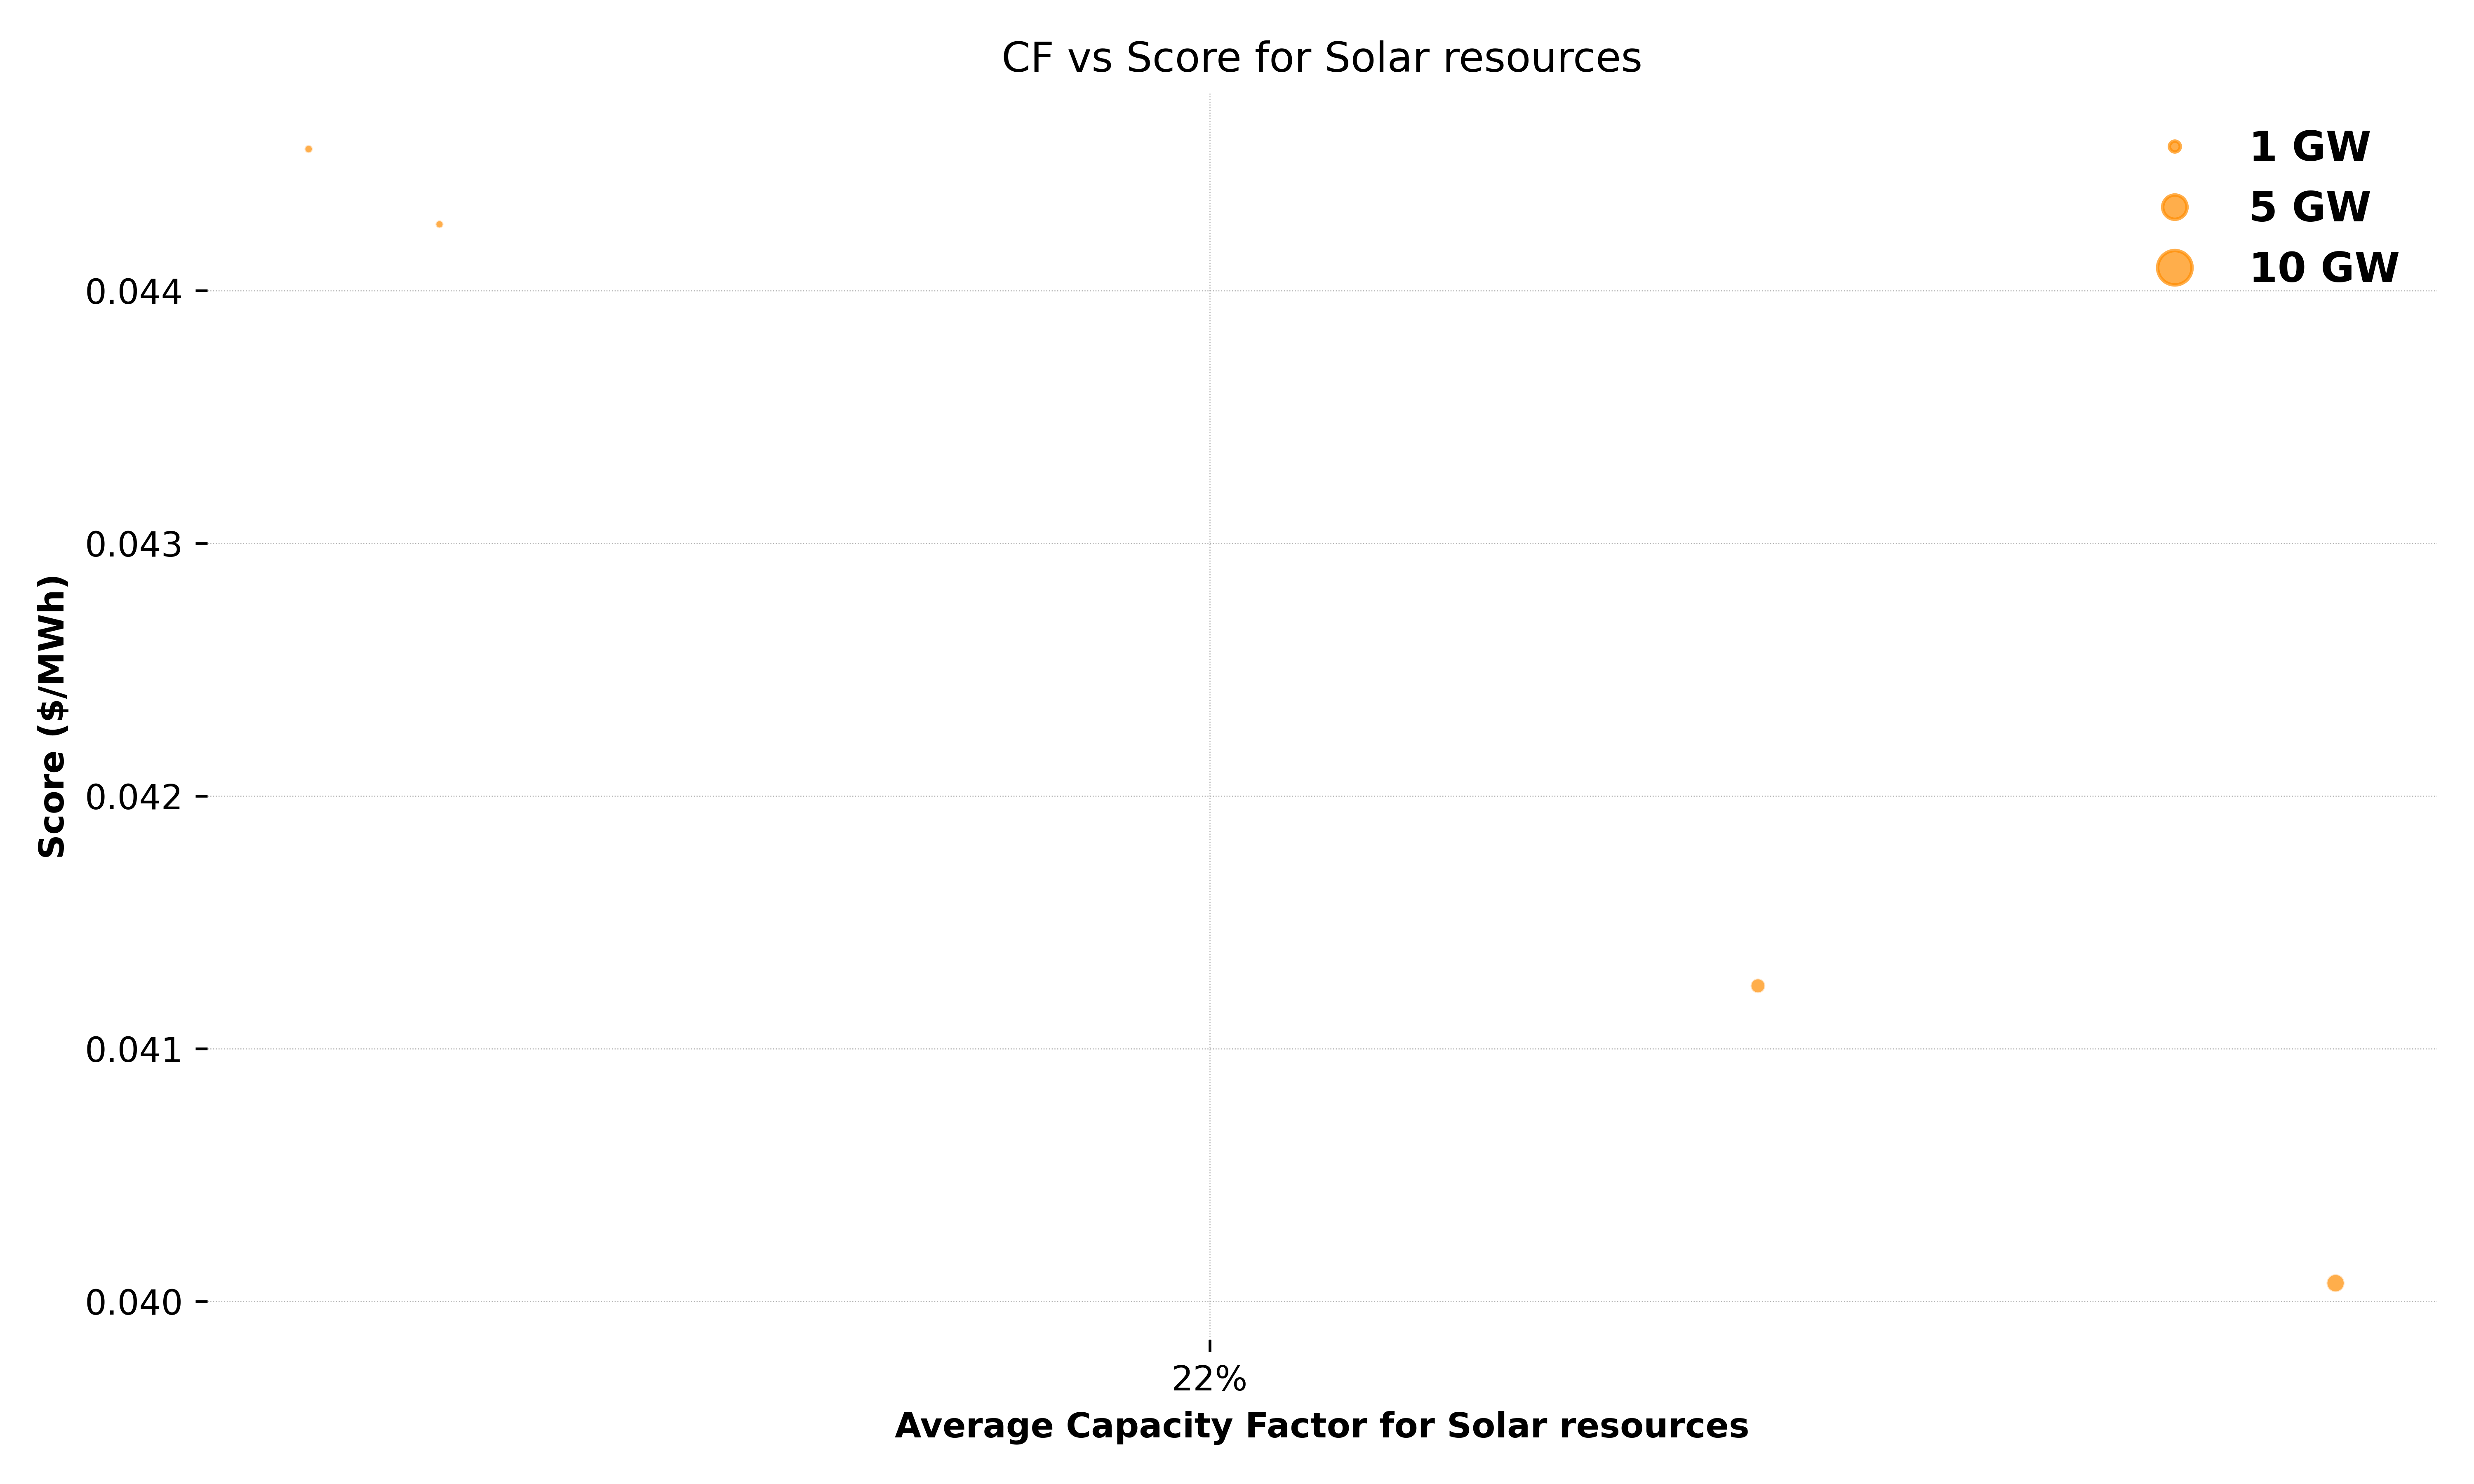 CF vs Score for Solar resources
1 GW
5 GW
10 GW
0.044
0.043
0.042
0.041
0.040
Score ($/MWh)
22%
Average Capacity Factor for Solar resources